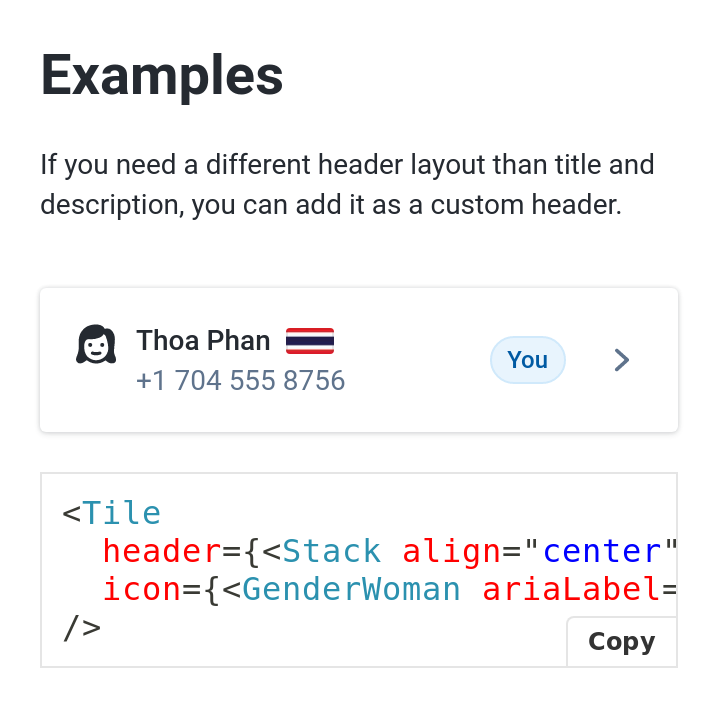 Examples
If you need a different header layout than title and
description, you can add it as a custom header.
Thoa Phan
+1 704 555 8756
You
<Tile
  header={<Stack align="center"
  icon={<GenderWoman ariaLabel=
/>
Copy